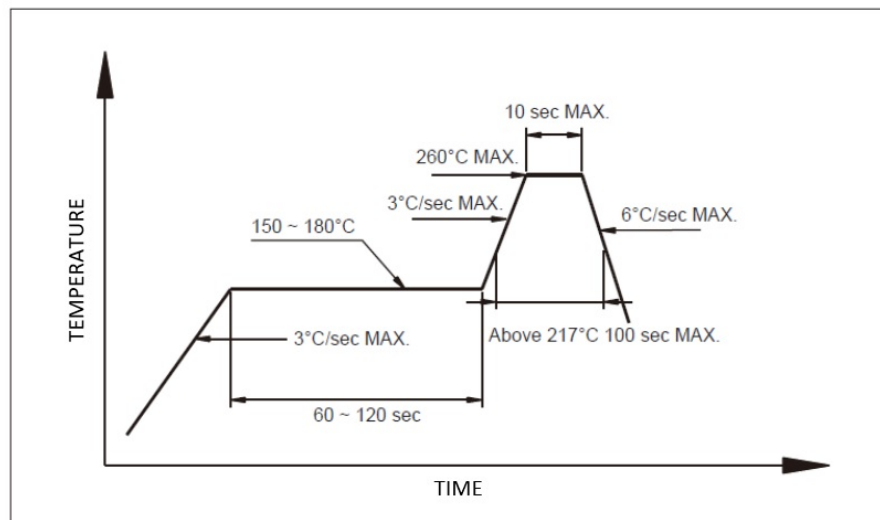 10 sec MAX.
260°C MAX.
3°C/sec MAX.
6°C/sec MAX.
150 ~ 180°C
TEMPERATURE
3°C/sec MAX.
Above 217°C 100 sec MAX.
60 ~ 120 sec
TIME